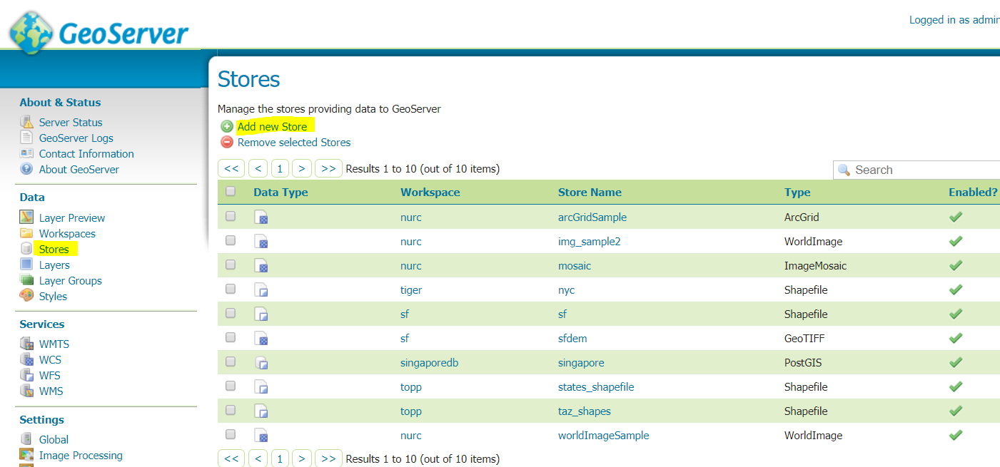 GeoServer
Logged in as admin
About & Status
Server Status
GeoServer Logs
Contact Information
About GeoServer
Data
Layer Preview
Workspaces
Stores
Layers
Layer Groups
Styles
Services
WMTS
WCS
WFS
WMS
Settings
Global
Image Processing
Stores
Manage the stores providing data to GeoServer
Add new Store
Remove selected Stores
<< < 1 > >> Results 1 to 10 (out of 10 items) Search
Data Type Workspace Store Name Type Enabled?
nurc arcGridSample ArcGrid
nurc img_sample2 WorldImage
nurc mosaic ImageMosaic
tiger nyc Shapefile
sf sf Shapefile
sf sfdem GeoTIFF
singaporedb singapore PostGIS
topp states_shapefile Shapefile
topp taz_shapes Shapefile
nurc worldImageSample WorldImage
<< < 1 > >> Results 1 to 10 (out of 10 items)